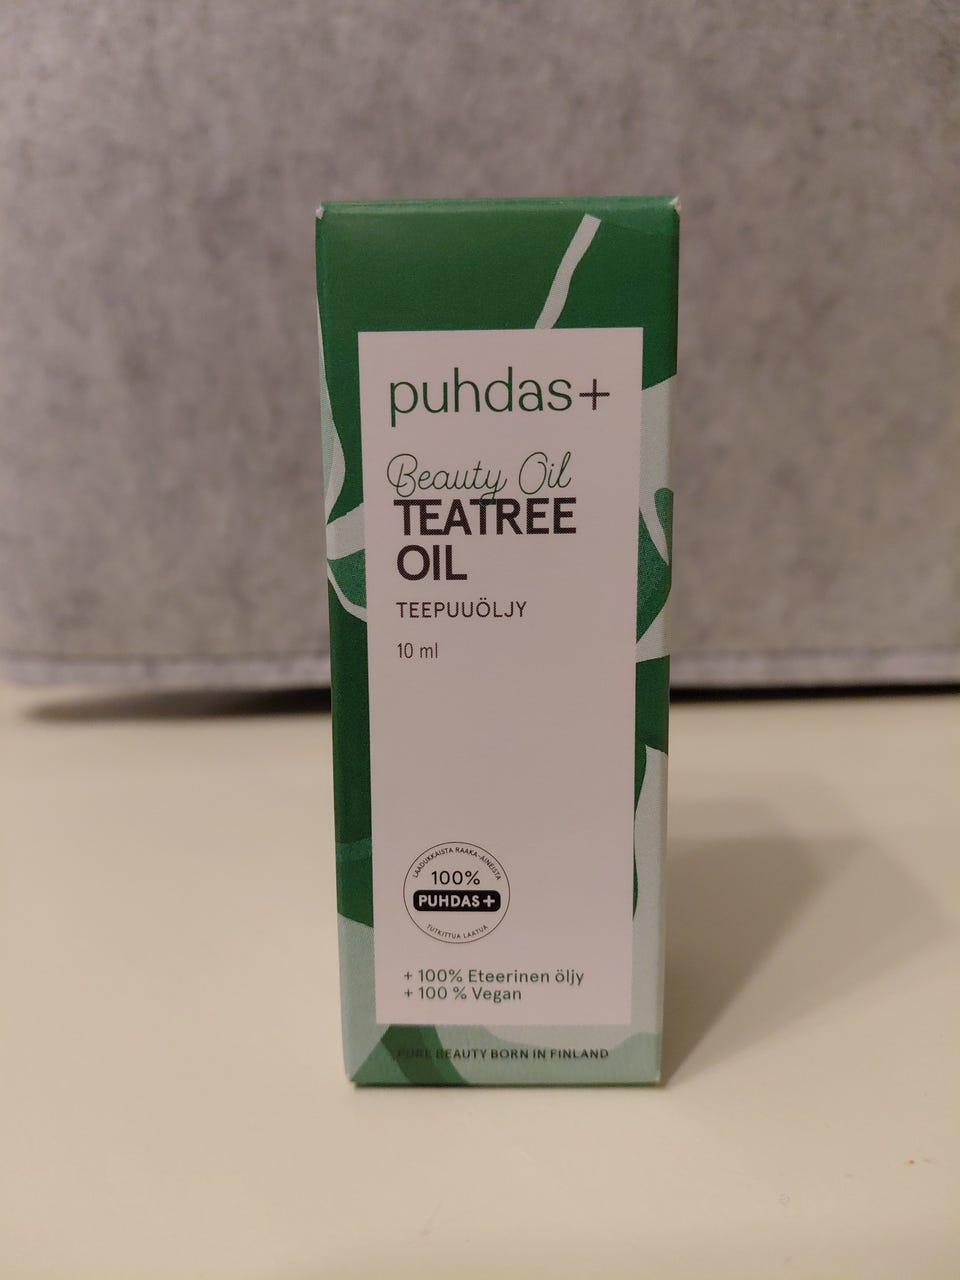 puhdas+
Beauty Oil
TEATREE
OIL
TEEPUUÖLJY
10 ml
LAADUKKAISTA RAAKA-AINEISTA
100%
PUHDAS+
TUTKITTUA LAATUA
+ 100% Eteerinen öljy
+ 100 % Vegan
PURE BEAUTY BORN IN FINLAND